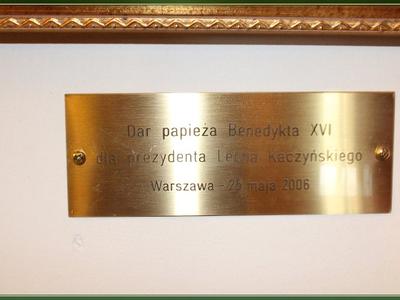 Dar papieża Benedykta XVI
dla prezydenta Lecha Kaczyńskiego
Warszawa - 25 maja 2006